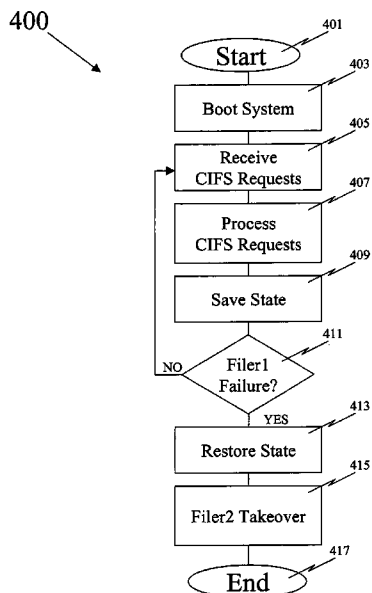 400
401
Start
403
Boot System
405
Receive
CIFS Requests
407
Process
CIFS Requests
409
Save State
411
Filer1
Failure?
NO
YES
413
Restore State
415
Filer2 Takeover
417
End